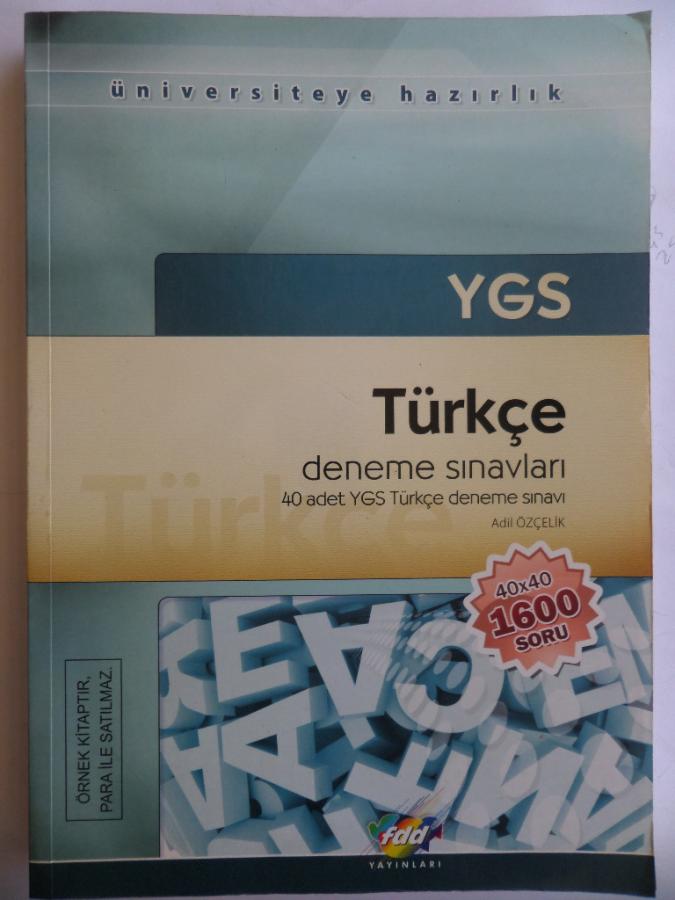 üniversiteye hazırlık
YGS
Türkçe
Türkçe
deneme sınavları
40 adet YGS Türkçe deneme sınavı
Adil ÖZÇELİK
40x40
1600
SORU
ÖRNEK KİTAPTIR,
PARA İLE SATILMAZ.
fdd
YAYINLARI